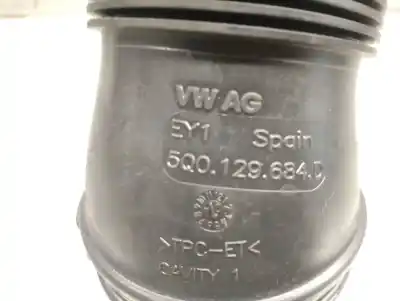 VW AG
EY1 Spain
5Q0.129.684.D
>TPC-ET<
CAVITY 1